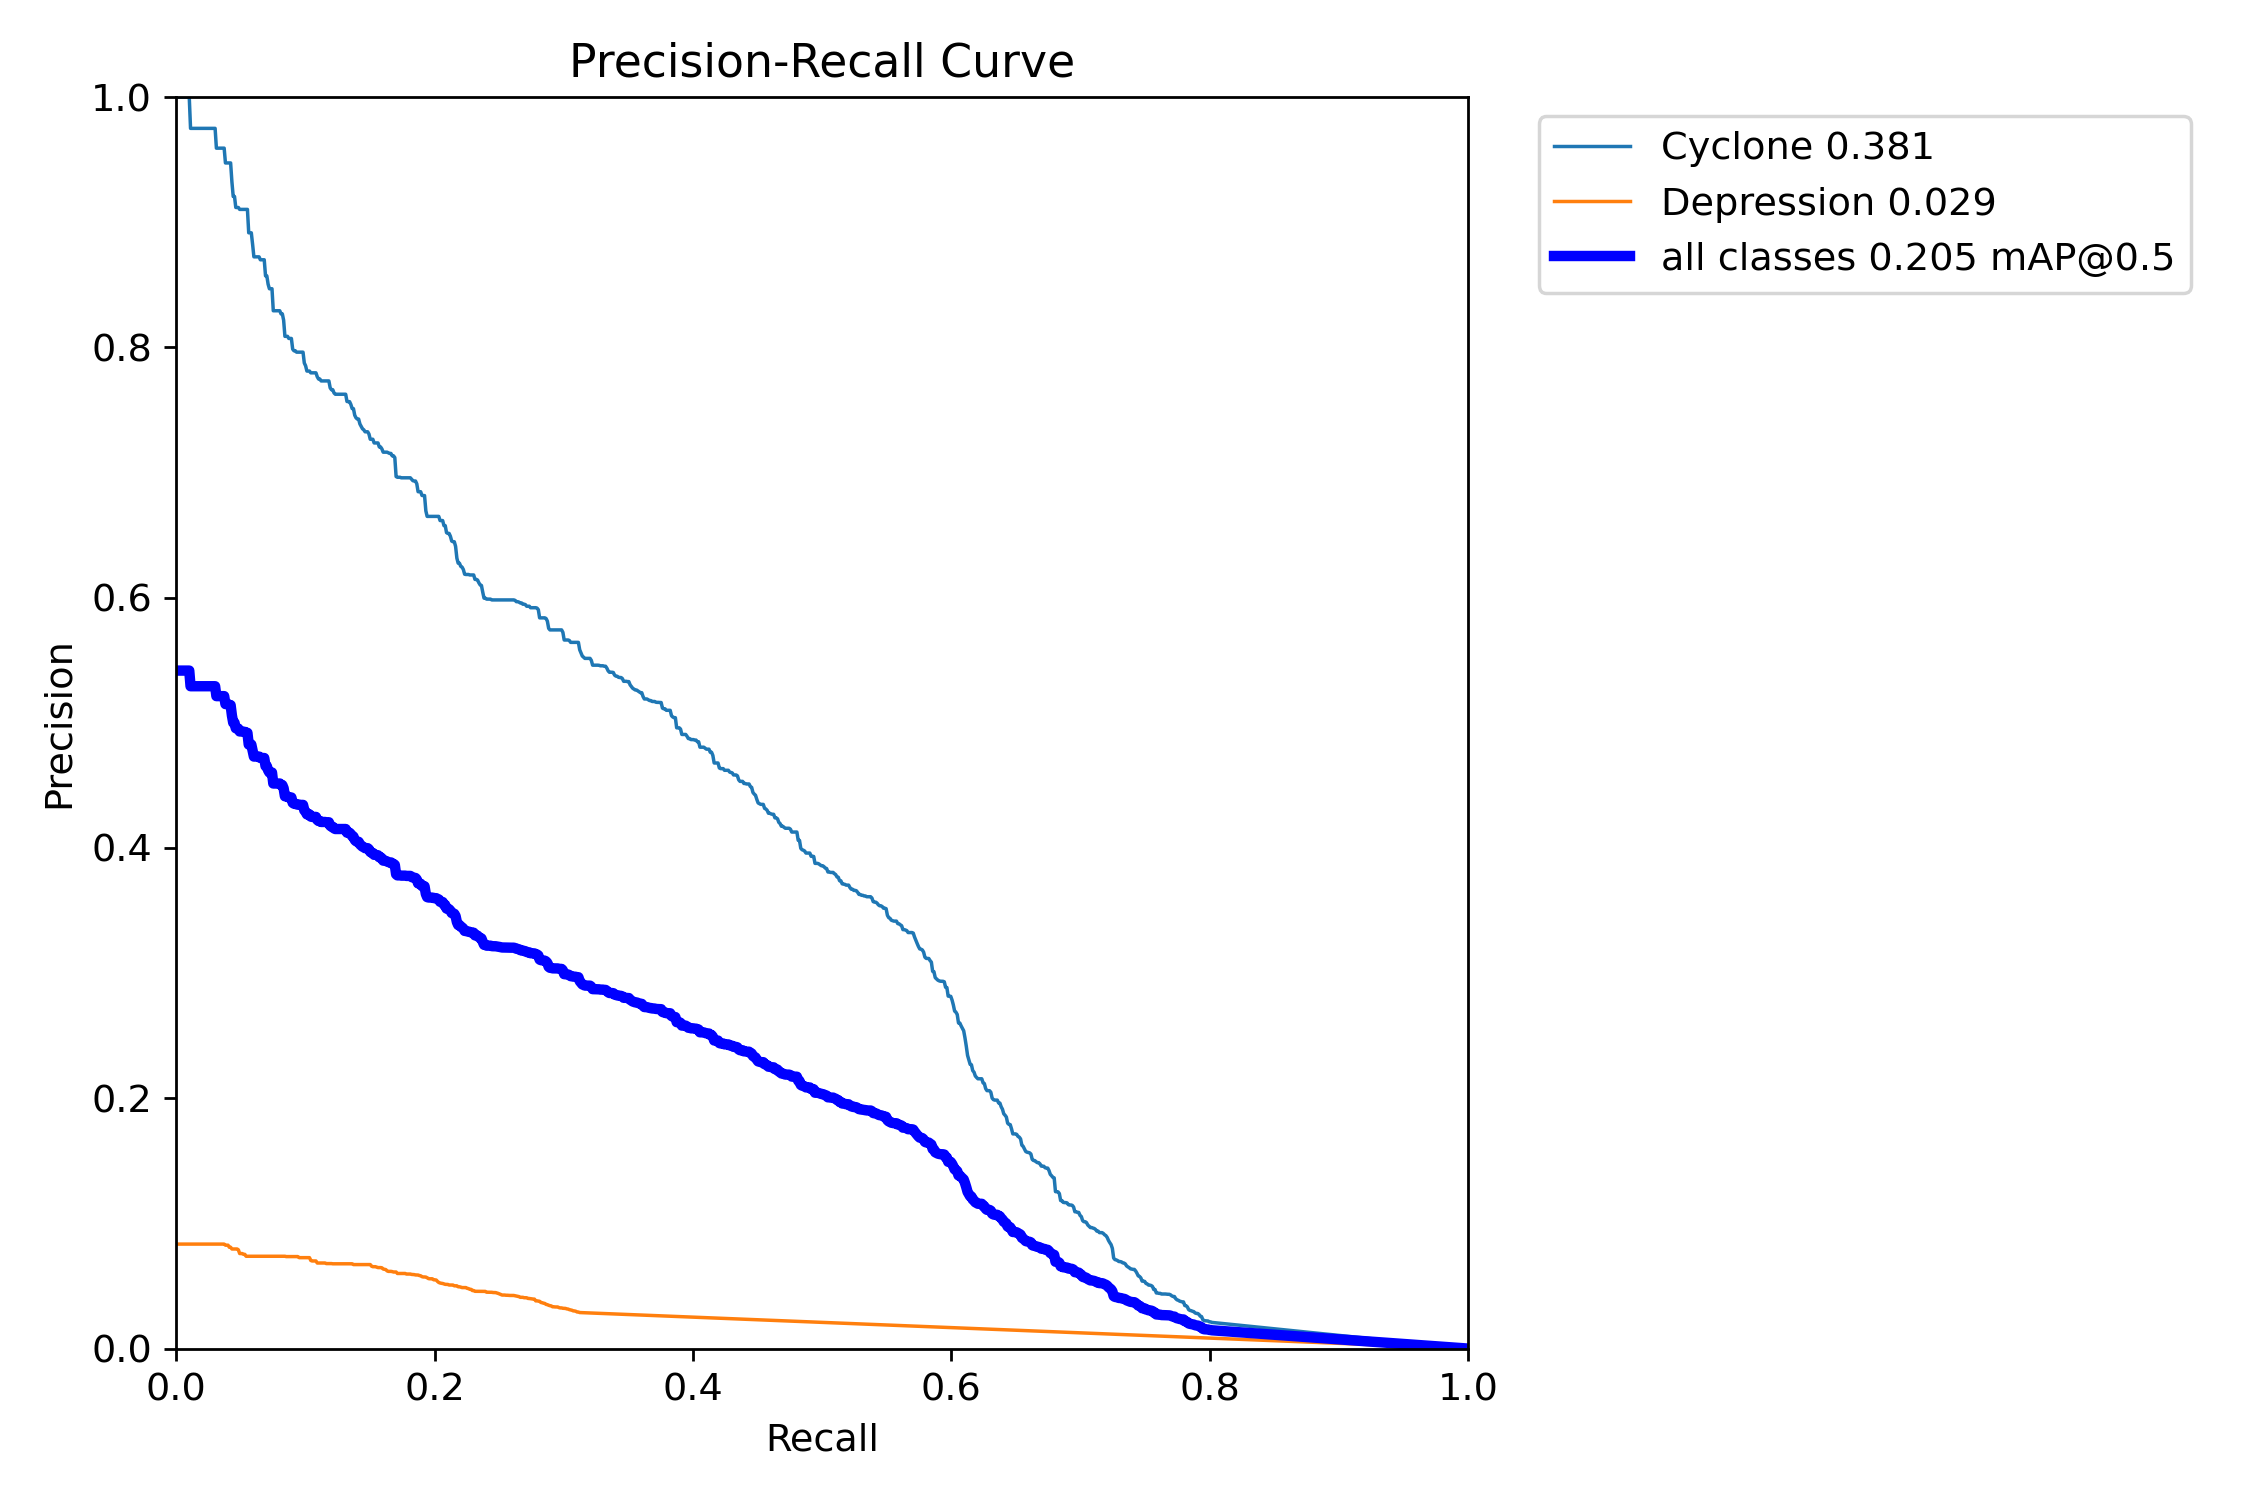 Precision-Recall Curve
Cyclone 0.381
Depression 0.029
all classes 0.205 mAP@0.5
Precision
1.0
0.8
0.6
0.4
0.2
0.0
0.0 0.2 0.4 0.6 0.8 1.0
Recall